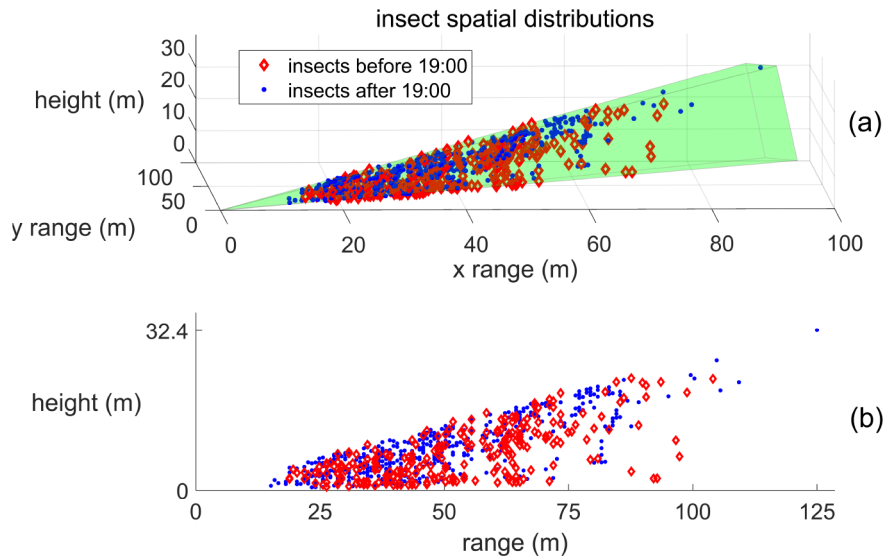 insect spatial distributions
insects before 19:00
insects after 19:00
30
20
10
0
height (m)
(a)
100
50
0
y range (m)
0
20
40
60
80
100
x range (m)
32.4
height (m)
(b)
0
0
25
50
75
100
125
range (m)